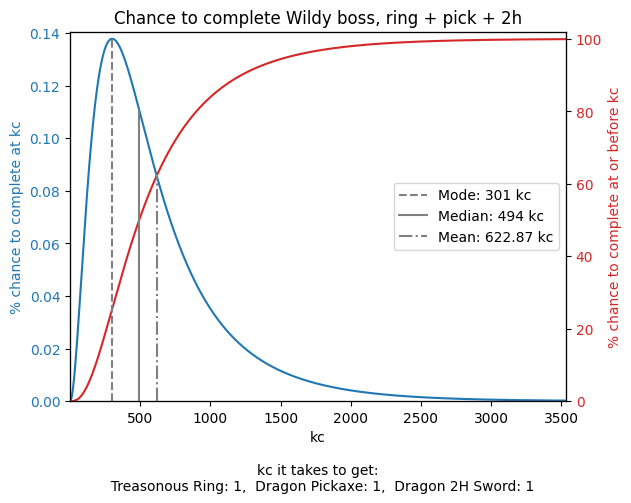 Chance to complete Wildy boss, ring + pick + 2h
% chance to complete at kc
0.14
0.12
0.10
0.08
0.06
0.04
0.02
0.00
Mode: 301 kc
Median: 494 kc
Mean: 622.87 kc
100
80
60
40
20
0
% chance to complete at or before kc
500 1000 1500 2000 2500 3000 3500
kc
kc it takes to get:
Treasonous Ring: 1, Dragon Pickaxe: 1, Dragon 2H Sword: 1